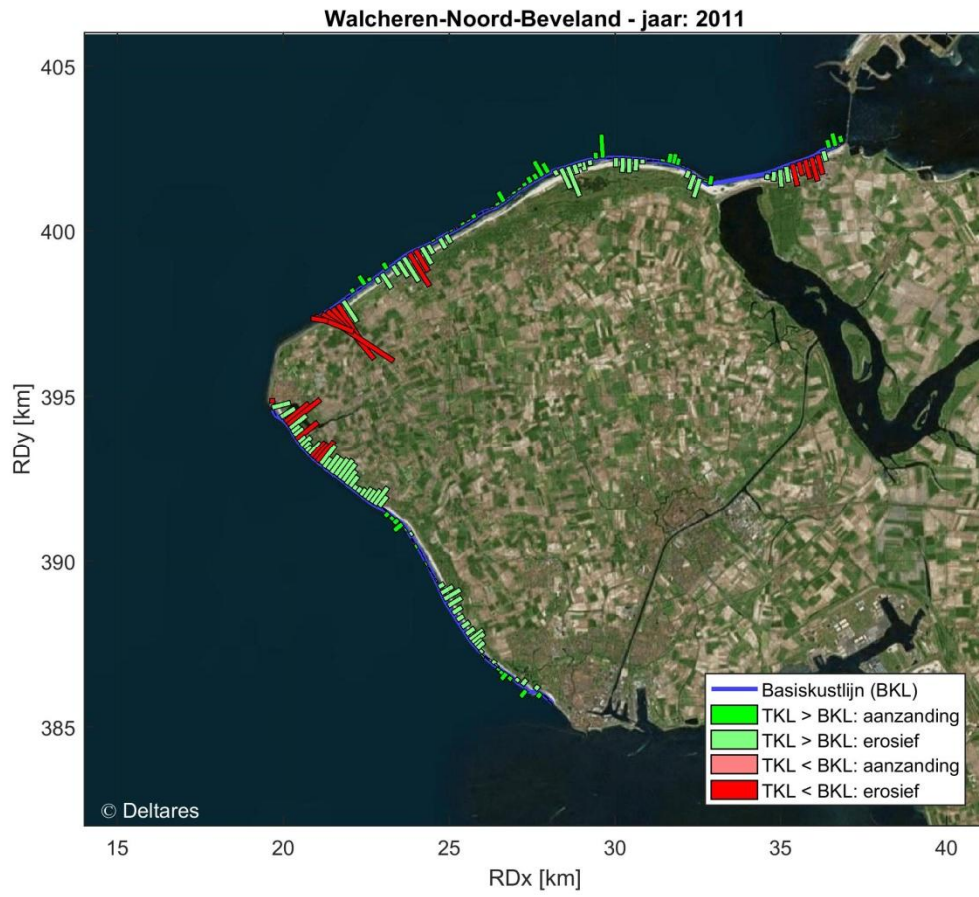 Walcheren-Noord-Beveland - jaar: 2011
405
400
395
390
385
RDy [km]
Basiskustlijn (BKL)
TKL > BKL: aanzanding
TKL > BKL: erosief
TKL < BKL: aanzanding
TKL < BKL: erosief
© Deltares
15 20 25 30 35 40
RDx [km]